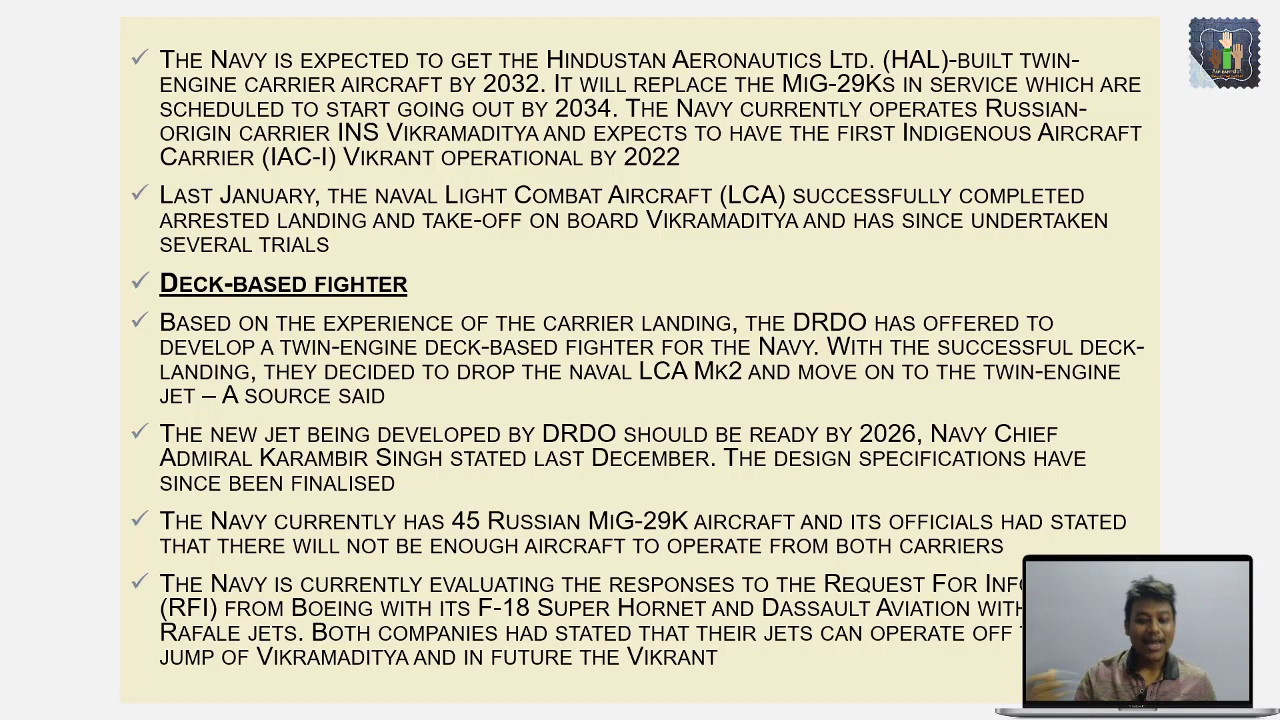 The Navy is expected to get the Hindustan Aeronautics Ltd. (HAL)-built twin-
engine carrier aircraft by 2032. It will replace the MiG-29Ks in service which are
scheduled to start going out by 2034. The Navy currently operates Russian-
origin carrier INS Vikramaditya and expects to have the first Indigenous Aircraft
Carrier (IAC-I) Vikrant operational by 2022
Last January, the naval Light Combat Aircraft (LCA) successfully completed
arrested landing and take-off on board Vikramaditya and has since undertaken
several trials
Deck-based fighter
Based on the experience of the carrier landing, the DRDO has offered to
develop a twin-engine deck-based fighter for the Navy. With the successful deck-
landing, they decided to drop the naval LCA Mk2 and move on to the twin-engine
jet – A source said
The new jet being developed by DRDO should be ready by 2026, Navy Chief
Admiral Karambir Singh stated last December. The design specifications have
since been finalised
The Navy currently has 45 Russian MiG-29K aircraft and its officials had stated
that there will not be enough aircraft to operate from both carriers
The Navy is currently evaluating the responses to the Request For
(RFI) from Boeing with its F-18 Super Hornet and Dassault Aviation with
Rafale jets. Both companies had stated that their jets can operate off
jump of Vikramaditya and in future the Vikrant